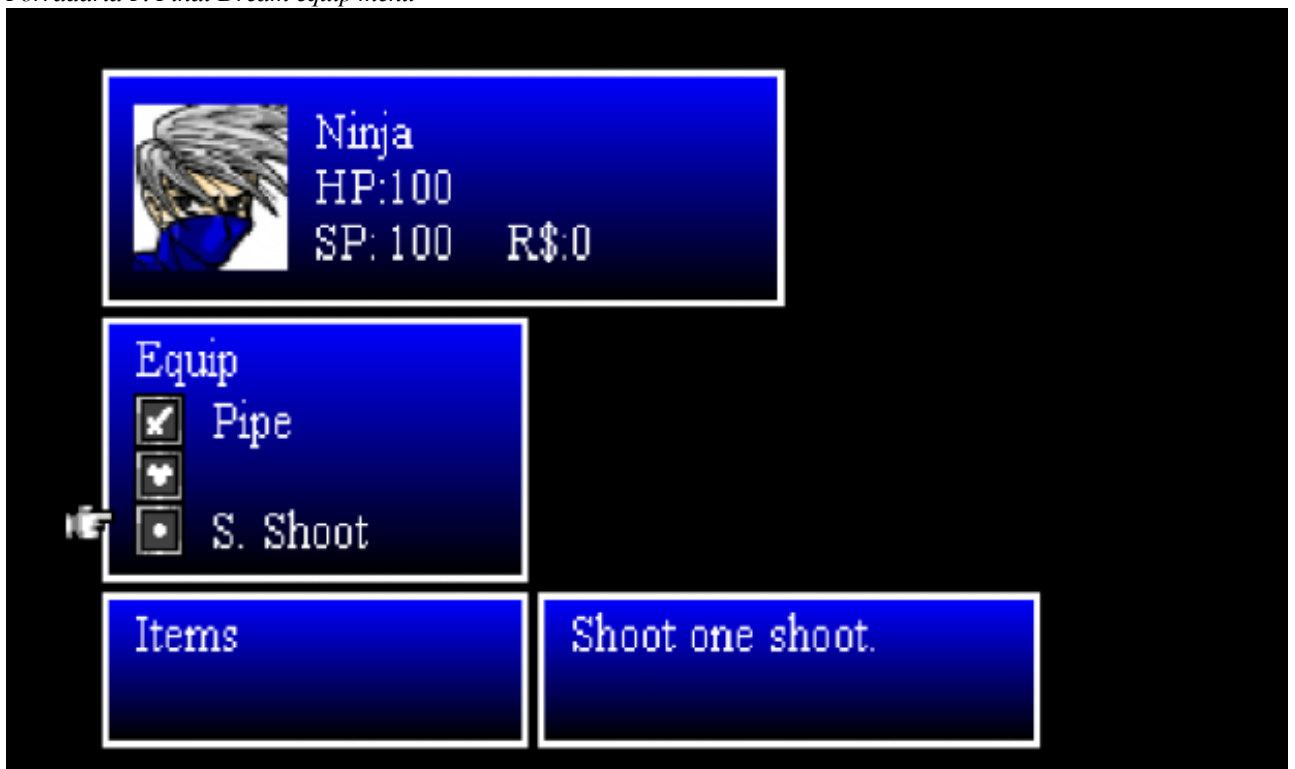 Ninja
HP:100
SP: 100 R$:0
Equip
Pipe
S. Shoot
Items
Shoot one shoot.